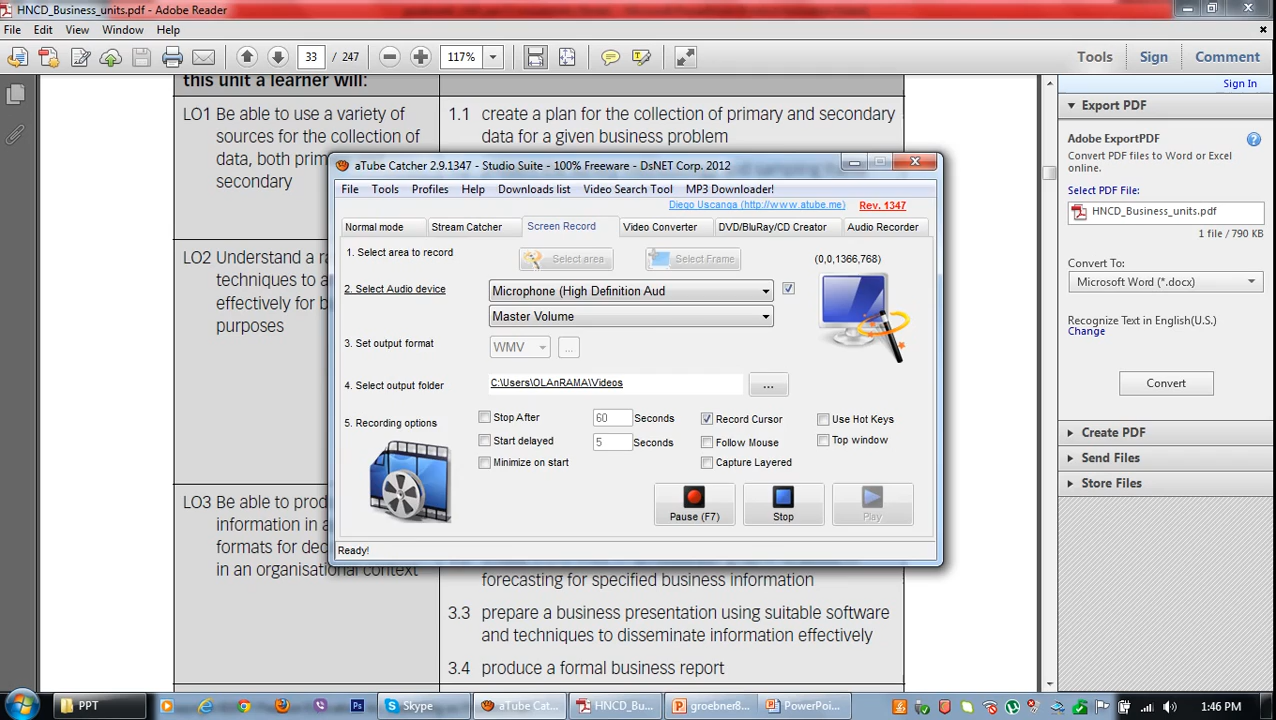 HNCD_Business_units.pdf - Adobe Reader
File Edit View Window Help
33 / 247 117% Tools Sign Comment
Sign In
this unit a learner will:
LO1 Be able to use a variety of
sources for the collection of
data, both prim
secondary
LO2 Understand a ra
techniques to a
effectively for b
purposes
LO3 Be able to prod
information in a
formats for dec
in an organisational context
1.1 create a plan for the collection of primary and secondary
data for a given business problem
forecasting for specified business information
3.3 prepare a business presentation using suitable software
and techniques to disseminate information effectively
3.4 produce a formal business report
aTube Catcher 2.9.1347 - Studio Suite - 100% Freeware - DsNET Corp. 2012
File Tools Profiles Help Downloads list Video Search Tool MP3 Downloader!
Diego Uscanga (http://www.atube.me) Rev. 1347
Normal mode Stream Catcher Screen Record Video Converter DVD/BluRay/CD Creator Audio Recorder
1. Select area to record Select area Select Frame (0,0,1366,768)
2. Select Audio device Microphone (High Definition Aud
Master Volume
3. Set output format WMV ...
4. Select output folder C:\Users\OLAnRAMA\Videos ...
5. Recording options Stop After 60 Seconds Record Cursor Use Hot Keys
Start delayed 5 Seconds Follow Mouse Top window
Minimize on start Capture Layered
Pause (F7) Stop Play
Ready!
Export PDF
Adobe ExportPDF
Convert PDF files to Word or Excel
online.
Select PDF File:
HNCD_Business_units.pdf
1 file / 790 KB
Convert To:
Microsoft Word (*.docx)
Recognize Text in English(U.S.)
Change
Convert
Create PDF
Send Files
Store Files
PPT Skype aTube Cat... HNCD_Bu... groebner8... PowerPoi... 1:46 PM